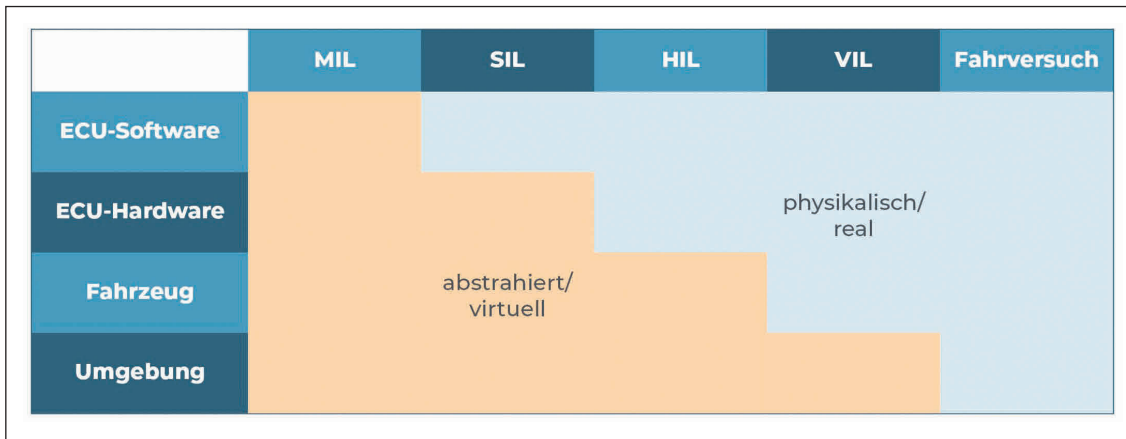 MIL SIL HIL VIL Fahrversuch
ECU-Software
ECU-Hardware
physikalisch/
real
Fahrzeug
abstrahiert/
virtuell
Umgebung